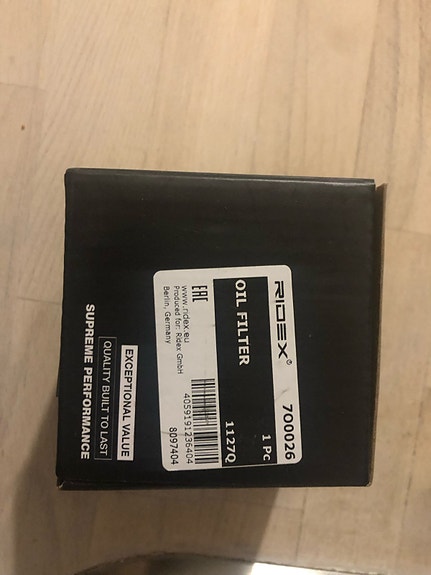 RIDEX® 700026
1 Pc
OIL FILTER 1127Q
EAC
www.ridex.eu
Produced for: Ridex GmbH
Berlin, Germany
4059191236404
8097404
EXCEPTIONAL VALUE
QUALITY BUILT TO LAST
SUPREME PERFORMANCE